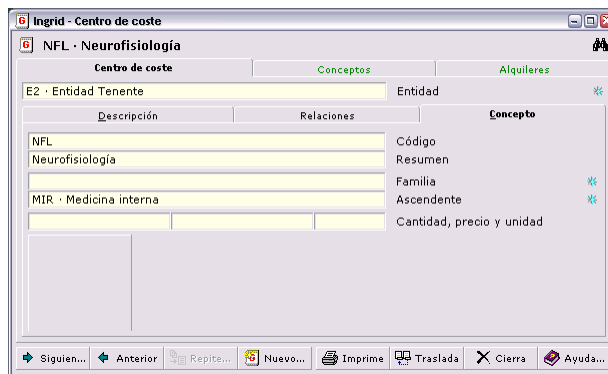 Ingrid - Centro de coste
NFL · Neurofisiología
Centro de coste Conceptos Alquileres
E2 · Entidad Tenente Entidad
Descripción Relaciones Concepto
NFL Código
Neurofisiología Resumen
Familia
MIR · Medicina interna Ascendente
Cantidad, precio y unidad
Siguien... Anterior Repite... Nuevo... Imprime Traslada Cierra Ayuda...